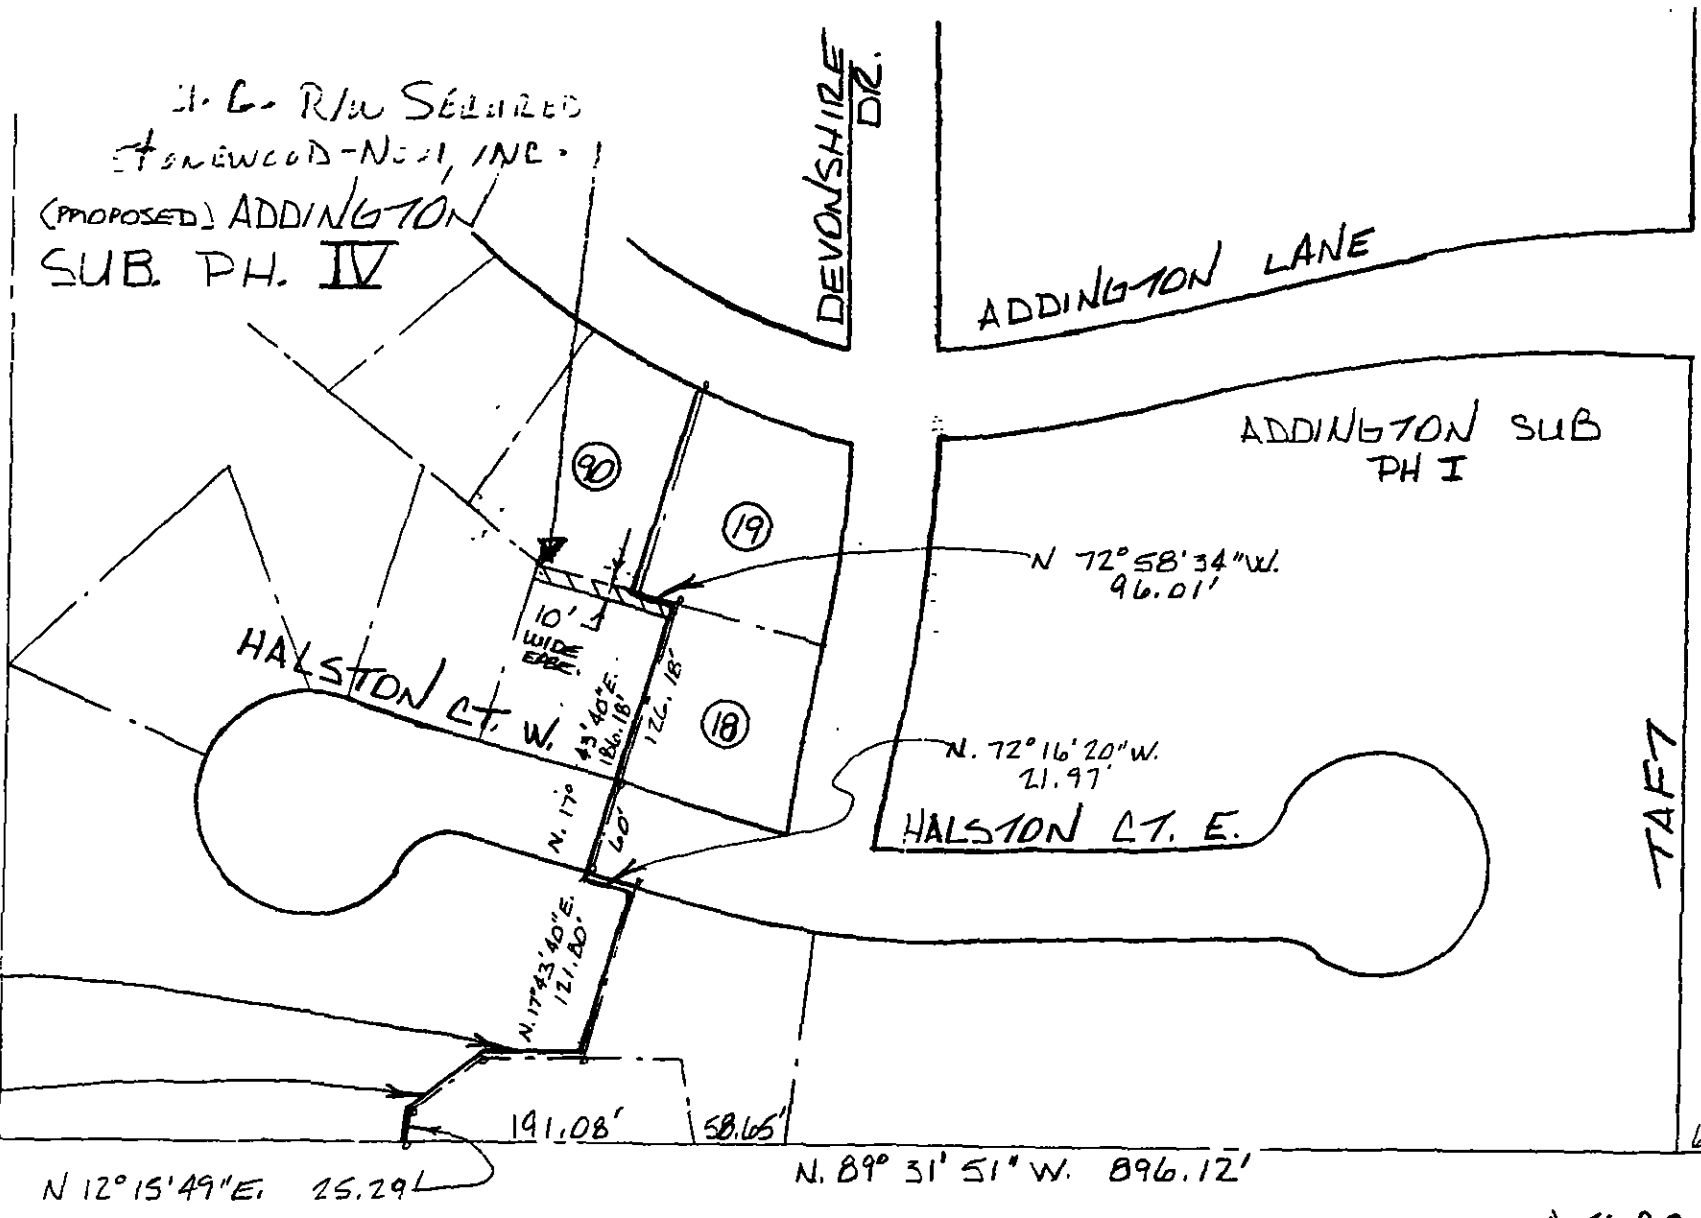 R/W SECURED
INC.
(PROPOSED) ADDINGTON
SUB. PH. IV
DEVONSHIRE
DR.
ADDINGTON LANE
ADDINGTON SUB
PH I
90
19
N 72° 58' 34" W.
96.01'
10'
WIDE
HALSTON CT. W.
N. 17° 43' 40" E.
186.18'
126.18'
18
60'
N. 72° 16' 20" W.
21.97'
HALSTON CT. E.
TAFT
N. 17° 43' 40" E.
121.80'
191.08'
58.65'
N 12° 15' 49" E. 25.29'
N. 89° 31' 51" W. 896.12'